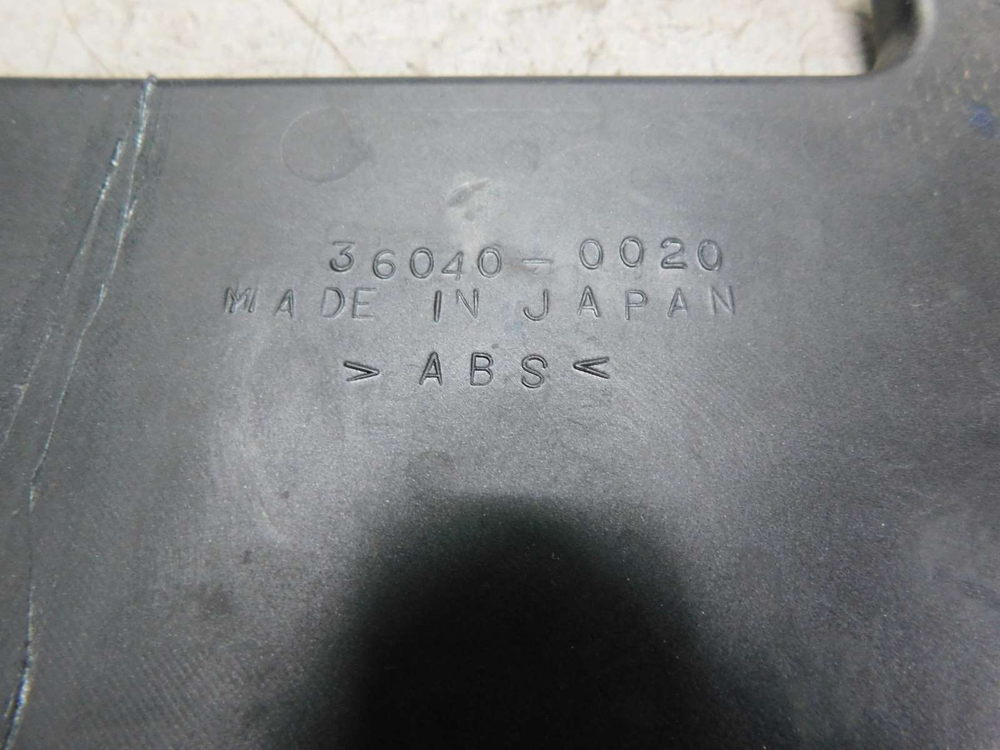 36040-0020
MADE IN JAPAN
> ABS <